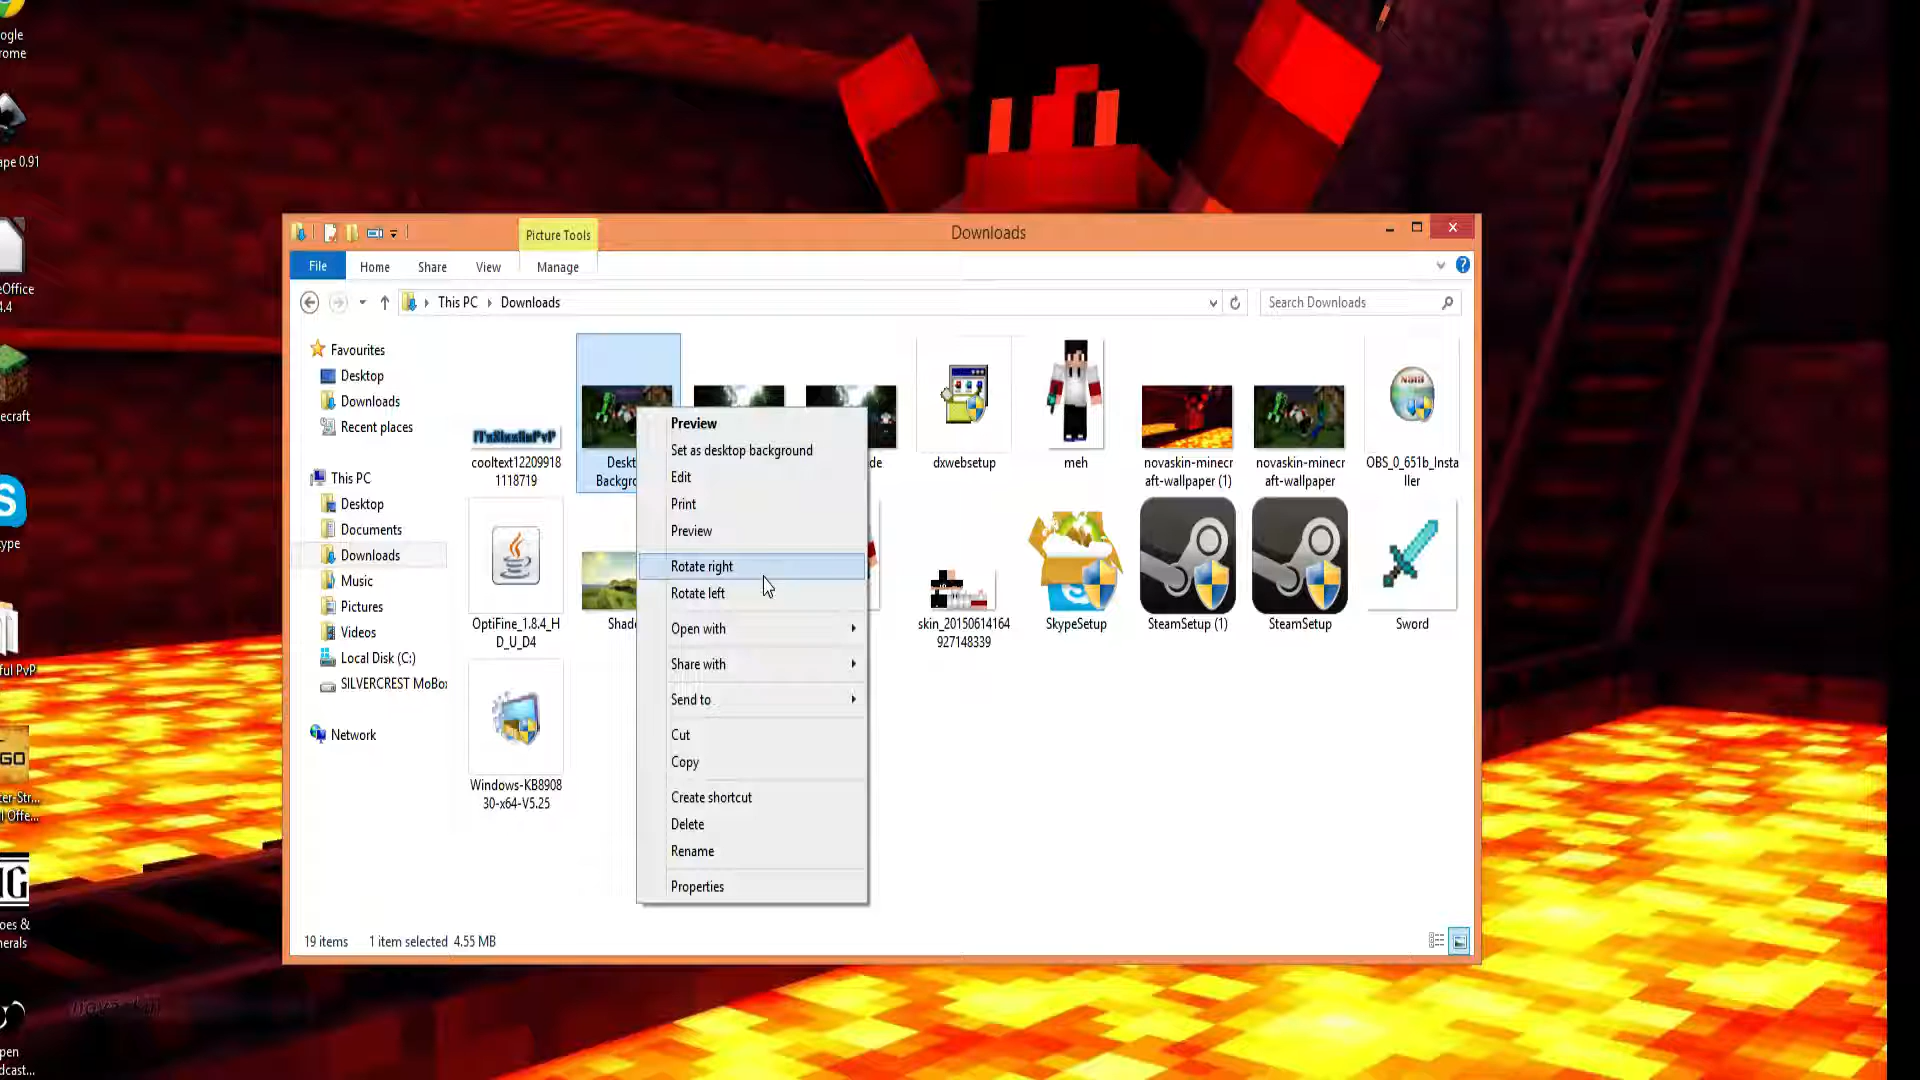 ogle
rome
ape 0.91
eOffice
4.4
ecraft
ype
ful PvP
GO
ter-Str...
l Offe...
IG
oes &
nerals
pen
dcast...
Picture Tools
Downloads
File
Home
Share
View
Manage
This PC
Downloads
Search Downloads
Favourites
Desktop
Downloads
Recent places
This PC
Desktop
Documents
Downloads
Music
Pictures
Videos
Local Disk (C:)
SILVERCREST MoBo
Network
cooltext12209918
1118719
Deskt
Backgro
de
dxwebsetup
meh
novaskin-minecr
aft-wallpaper (1)
novaskin-minecr
aft-wallpaper
OBS_0_651b_Insta
ller
OptiFine_1.8.4_H
D_U_D4
Shade
skin_20150614164
927148339
SkypeSetup
SteamSetup (1)
SteamSetup
Sword
Windows-KB8908
30-x64-V5.25
Preview
Set as desktop background
Edit
Print
Preview
Rotate right
Rotate left
Open with
Share with
Send to
Cut
Copy
Create shortcut
Delete
Rename
Properties
19 items
1 item selected 4.55 MB